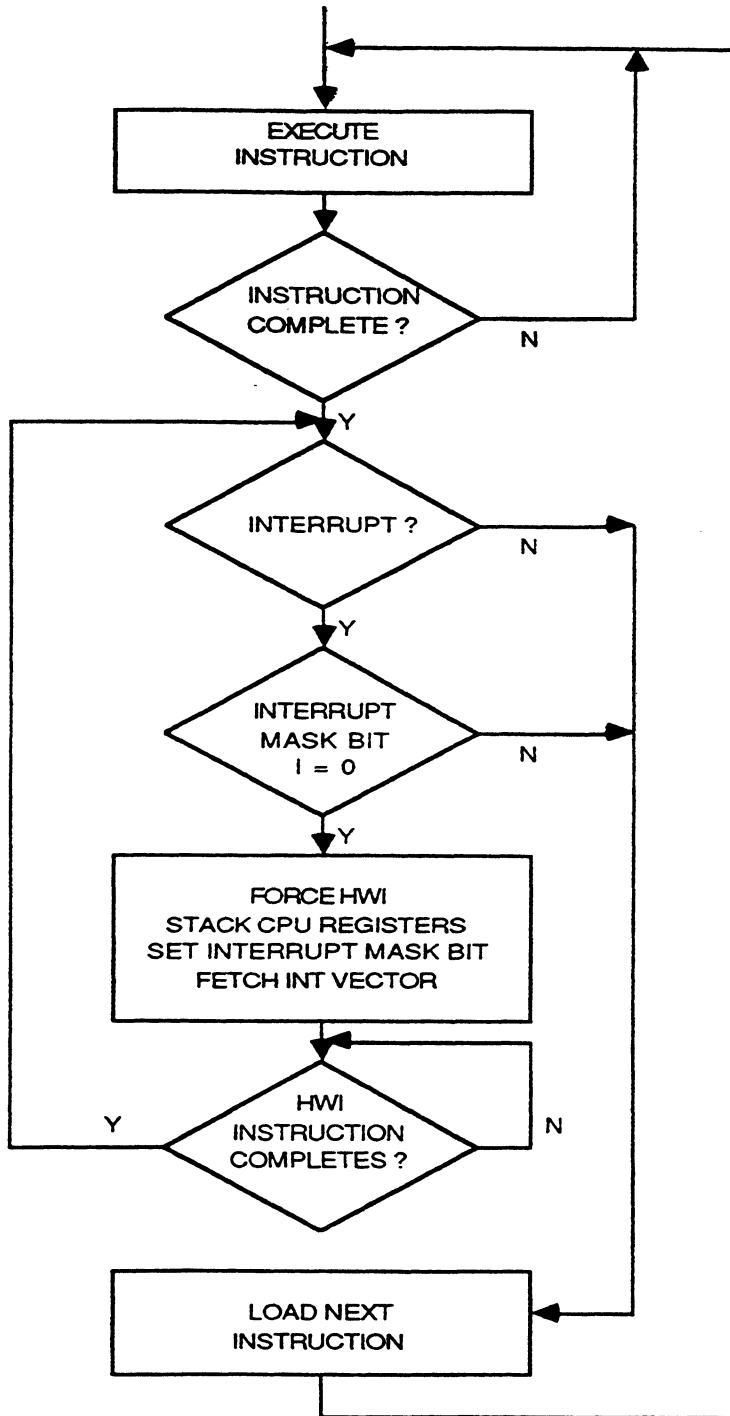 EXECUTE
INSTRUCTION
INSTRUCTION
COMPLETE ?
N
Y
INTERRUPT ?
N
Y
INTERRUPT
MASK BIT
I = 0
N
Y
FORCE HWI
STACK CPU REGISTERS
SET INTERRUPT MASK BIT
FETCH INT VECTOR
Y
HWI
INSTRUCTION
COMPLETES ?
N
LOAD NEXT
INSTRUCTION